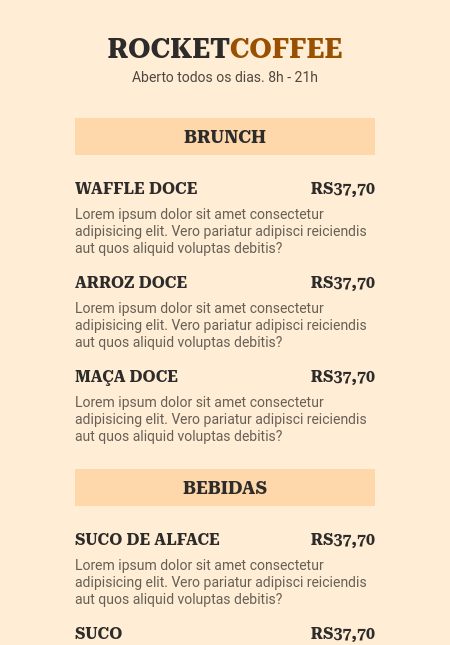 ROCKETCOFFEE
Aberto todos os dias. 8h - 21h
BRUNCH
WAFFLE DOCE RS37,70
Lorem ipsum dolor sit amet consectetur
adipisicing elit. Vero pariatur adipisci reiciendis
aut quos aliquid voluptas debitis?
ARROZ DOCE RS37,70
Lorem ipsum dolor sit amet consectetur
adipisicing elit. Vero pariatur adipisci reiciendis
aut quos aliquid voluptas debitis?
MAÇA DOCE RS37,70
Lorem ipsum dolor sit amet consectetur
adipisicing elit. Vero pariatur adipisci reiciendis
aut quos aliquid voluptas debitis?
BEBIDAS
SUCO DE ALFACE RS37,70
Lorem ipsum dolor sit amet consectetur
adipisicing elit. Vero pariatur adipisci reiciendis
aut quos aliquid voluptas debitis?
SUCO RS37,70